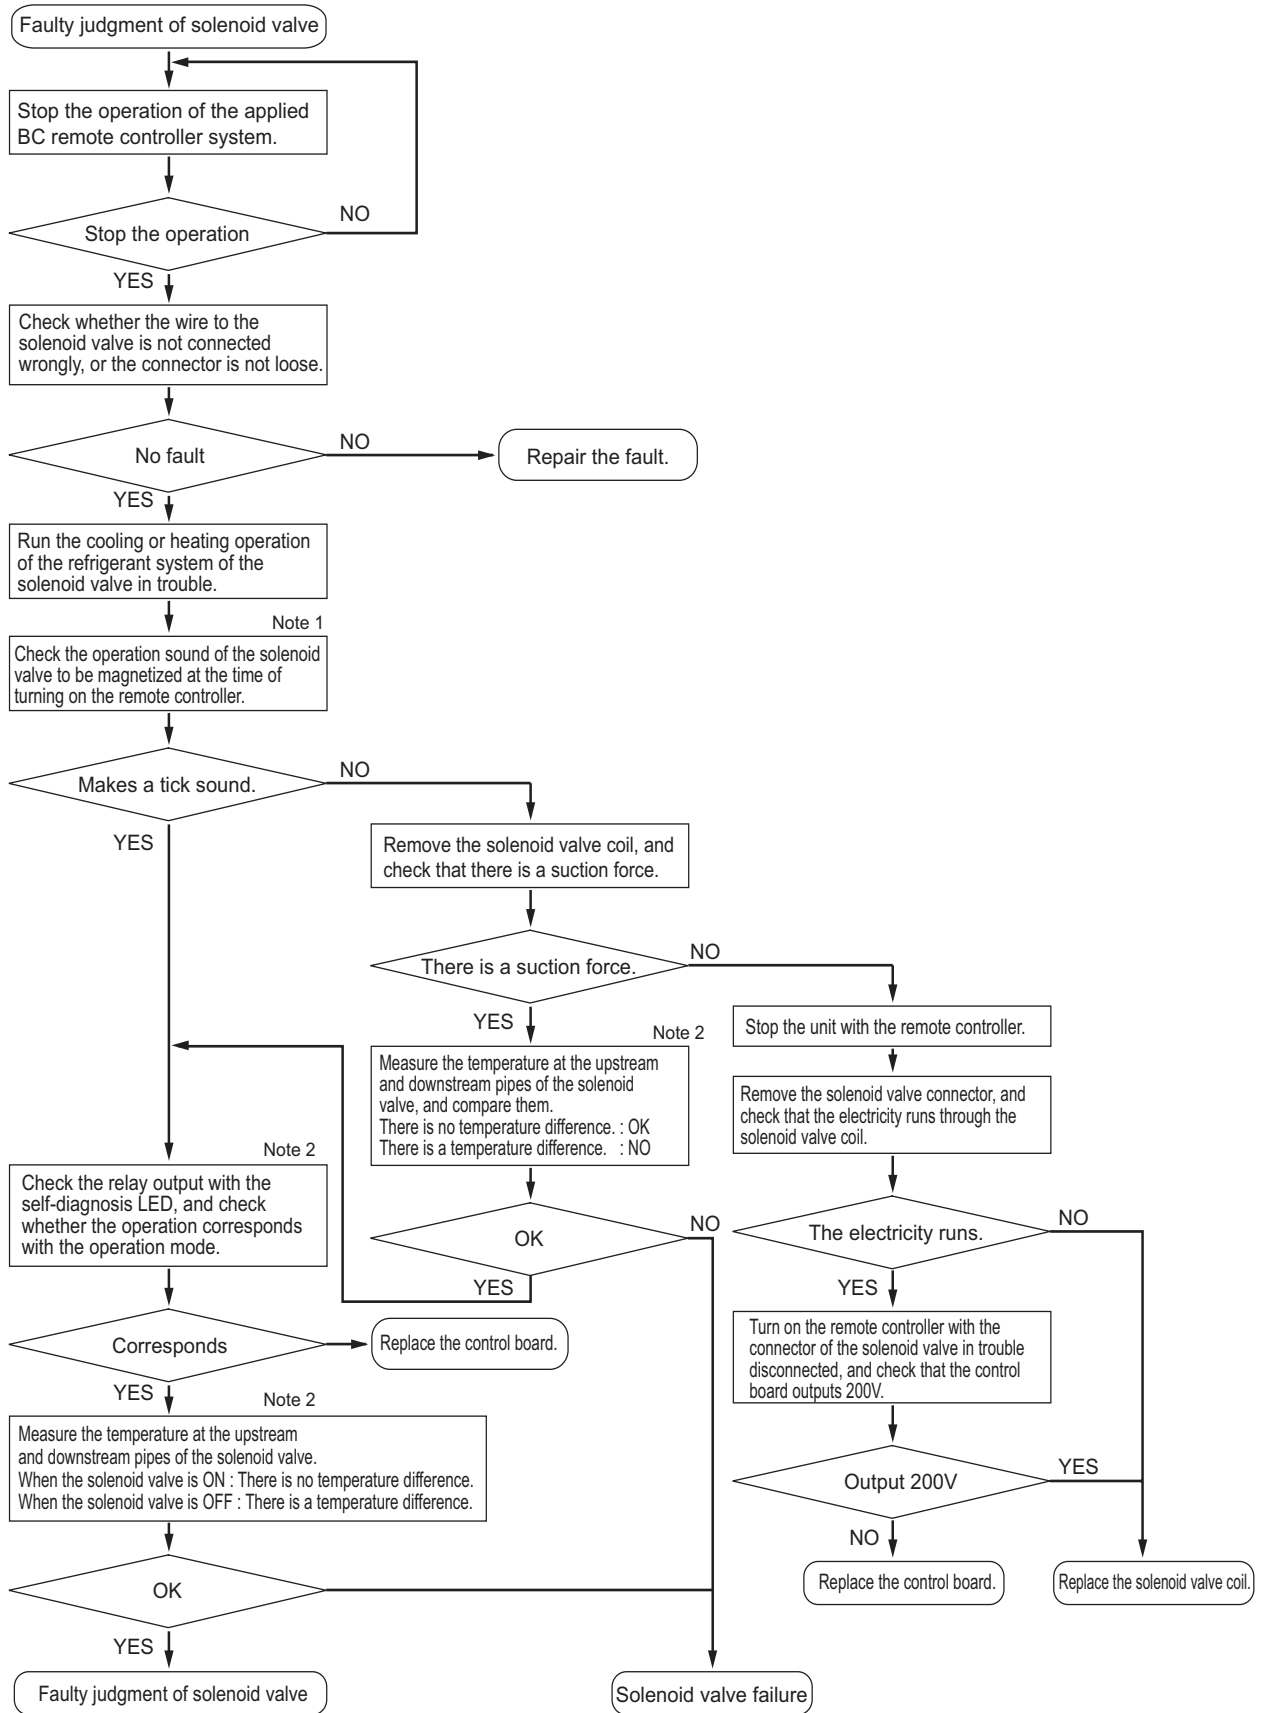 Faulty judgment of solenoid valve
Stop the operation of the applied
BC remote controller system.
NO
Stop the operation
YES
Check whether the wire to the
solenoid valve is not connected
wrongly, or the connector is not loose.
NO
No fault
Repair the fault.
YES
Run the cooling or heating operation
of the refrigerant system of the
solenoid valve in trouble.
Note 1
Check the operation sound of the solenoid
valve to be magnetized at the time of
turning on the remote controller.
NO
Makes a tick sound.
YES
Remove the solenoid valve coil, and
check that there is a suction force.
NO
There is a suction force.
YES
Note 2
Stop the unit with the remote controller.
Measure the temperature at the upstream
and downstream pipes of the solenoid
valve, and compare them.
There is no temperature difference. : OK
There is a temperature difference. : NO
Remove the solenoid valve connector, and
check that the electricity runs through the
solenoid valve coil.
Note 2
Check the relay output with the
self-diagnosis LED, and check
whether the operation corresponds
with the operation mode.
NO
OK
YES
NO
The electricity runs.
YES
Corresponds
Replace the control board.
Turn on the remote controller with the
connector of the solenoid valve in trouble
disconnected, and check that the control
board outputs 200V.
YES
Note 2
Measure the temperature at the upstream
and downstream pipes of the solenoid valve.
When the solenoid valve is ON : There is no temperature difference.
When the solenoid valve is OFF : There is a temperature difference.
YES
Output 200V
NO
OK
Replace the control board.
Replace the solenoid valve coil.
YES
Faulty judgment of solenoid valve
Solenoid valve failure